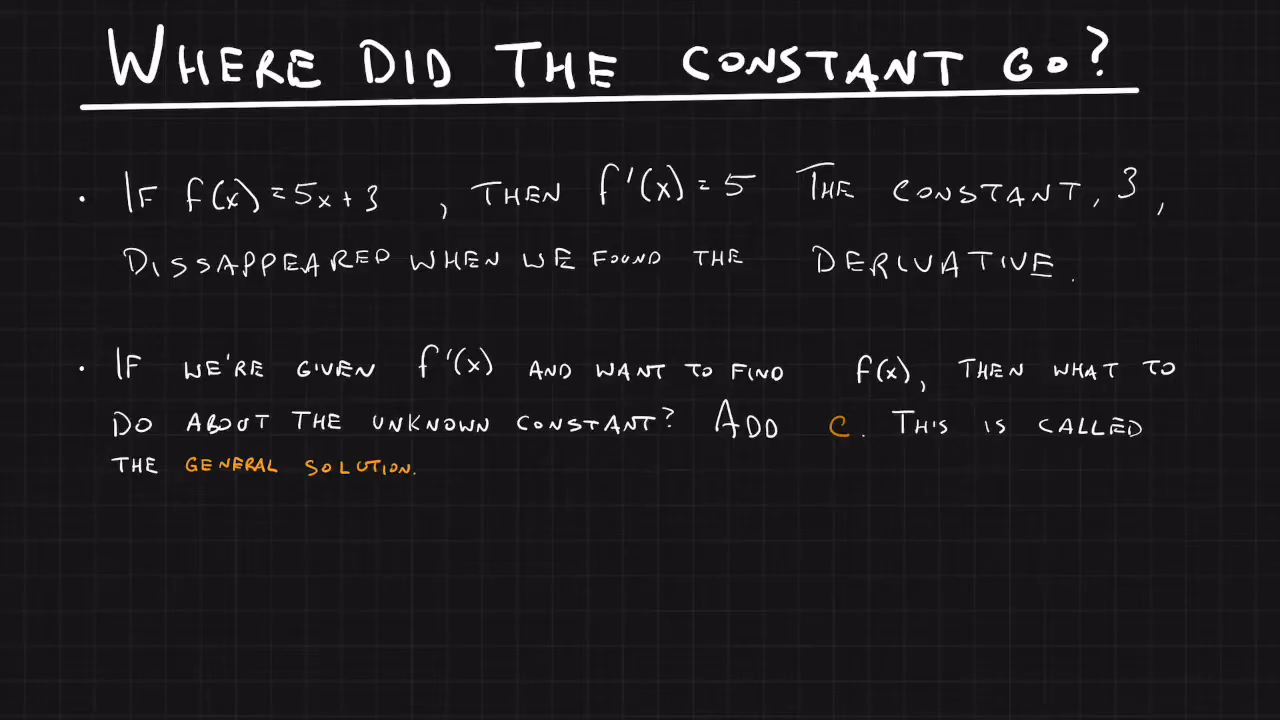 WHERE DID THE CONSTANT GO?
• IF f(x) = 5x + 3 , THEN f'(x) = 5 THE CONSTANT, 3,
DISSAPPEARED WHEN WE FOUND THE DERIVATIVE.
• IF WE'RE GIVEN f'(x) AND WANT TO FIND f(x), THEN WHAT TO
DO ABOUT THE UNKNOWN CONSTANT? ADD C. THIS IS CALLED
THE GENERAL SOLUTION.